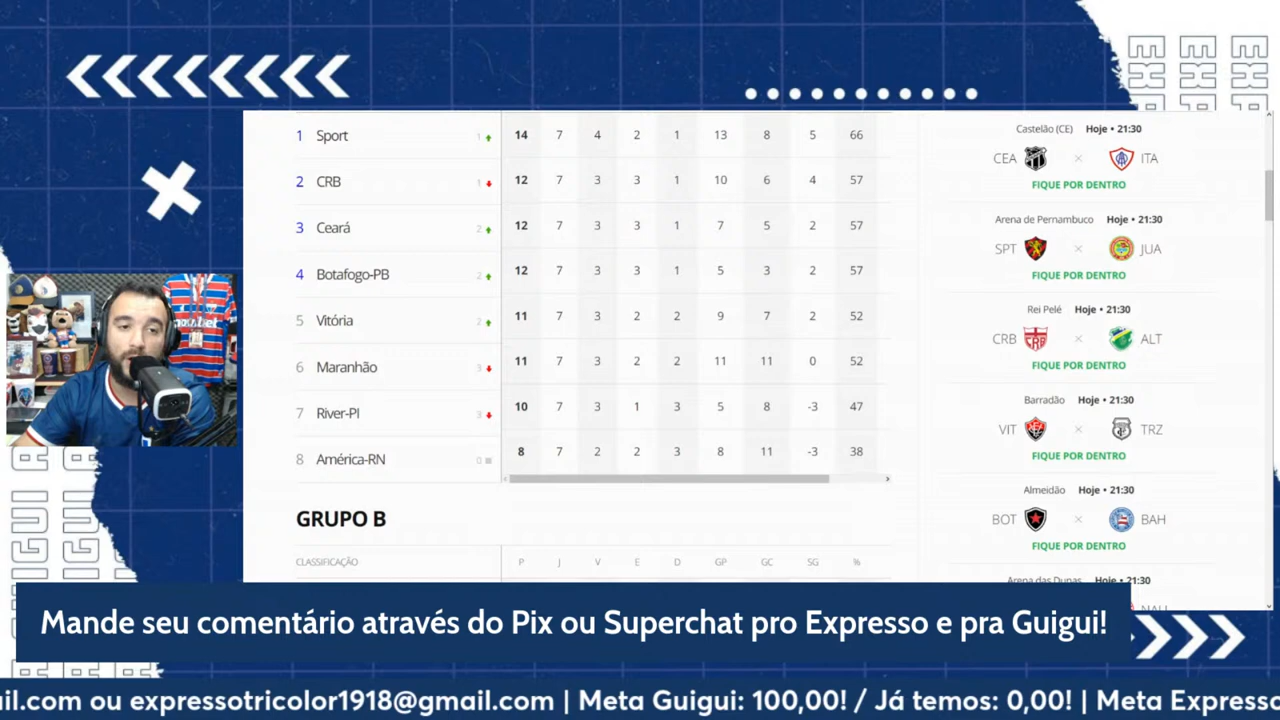 1 Sport 1 14 7 4 2 1 13 8 5 66
2 CRB 1 12 7 3 3 1 10 6 4 57
3 Ceará 2 12 7 3 3 1 7 5 2 57
4 Botafogo-PB 2 12 7 3 3 1 5 3 2 57
5 Vitória 2 11 7 3 2 2 9 7 2 52
6 Maranhão 3 11 7 3 2 2 11 11 0 52
7 River-PI 3 10 7 3 1 3 5 8 -3 47
8 América-RN 0 8 7 2 2 3 8 11 -3 38
GRUPO B
CLASSIFICAÇÃO P J V E D GP GC SG %
Castelão (CE) Hoje • 21:30
CEA × ITA
FIQUE POR DENTRO
Arena de Pernambuco Hoje • 21:30
SPT × JUA
FIQUE POR DENTRO
Rei Pelé Hoje • 21:30
CRB × ALT
FIQUE POR DENTRO
Barradão Hoje • 21:30
VIT × TRZ
FIQUE POR DENTRO
Almeidão Hoje • 21:30
BOT × BAH
FIQUE POR DENTRO
Arena das Dunas Hoje • 21:30
Mande seu comentário através do Pix ou Superchat pro Expresso e pra Guigui!
ail.com ou expressotricolor1918@gmail.com | Meta Guigui: 100,00! / Já temos: 0,00! | Meta Expresso